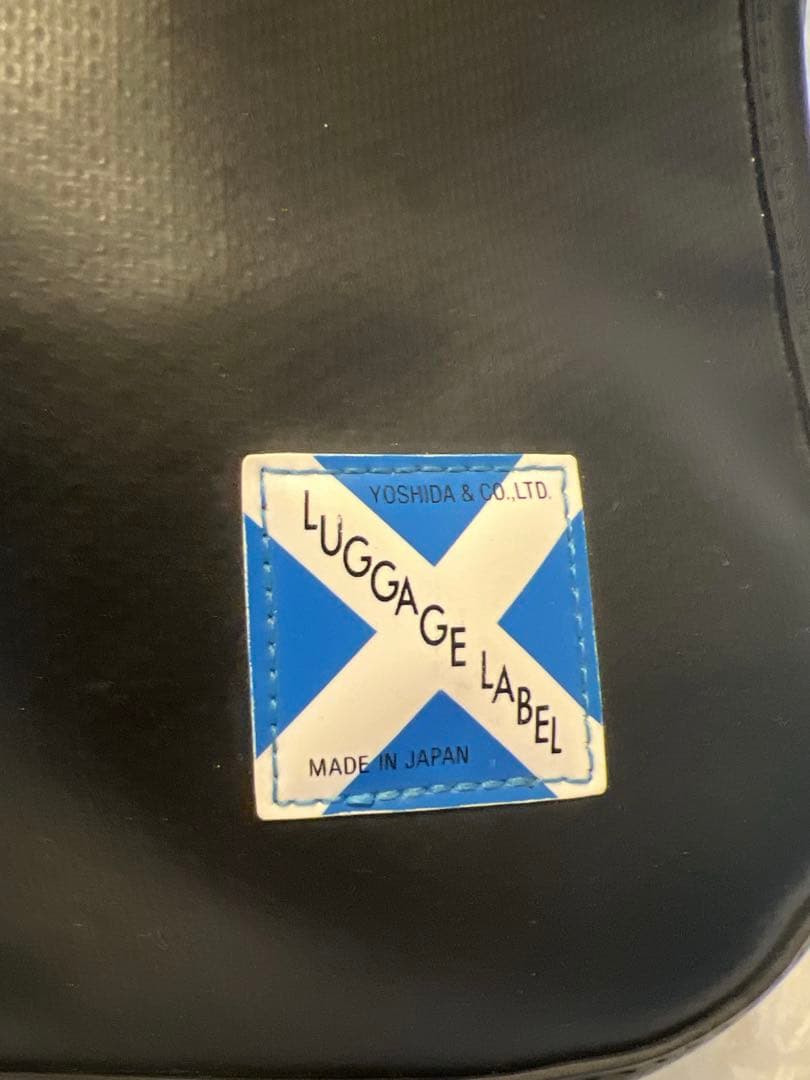 YOSHIDA & CO.,LTD.
LUGGAGE LABEL
MADE IN JAPAN